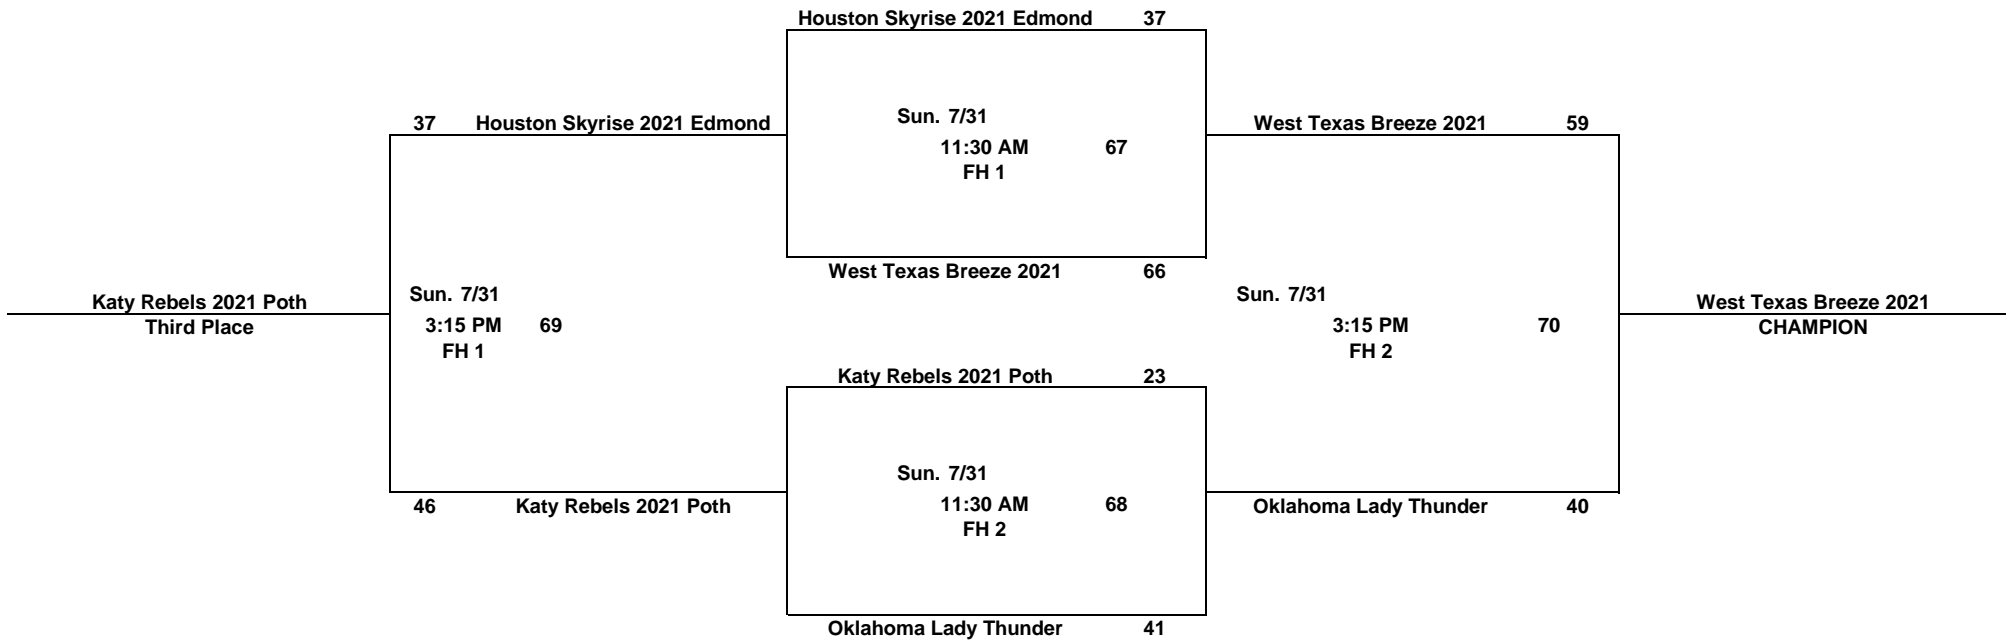 Houston Skyrise 2021 Edmond 37
Sun. 7/31
37 Houston Skyrise 2021 Edmond
West Texas Breeze 2021 59
11:30 AM 67
FH 1
West Texas Breeze 2021 66
Sun. 7/31
Sun. 7/31
Katy Rebels 2021 Poth
West Texas Breeze 2021
Third Place
3:15 PM 69
3:15 PM 70
CHAMPION
FH 1
FH 2
Katy Rebels 2021 Poth 23
Sun. 7/31
46 Katy Rebels 2021 Poth
11:30 AM 68
Oklahoma Lady Thunder 40
FH 2
Oklahoma Lady Thunder 41